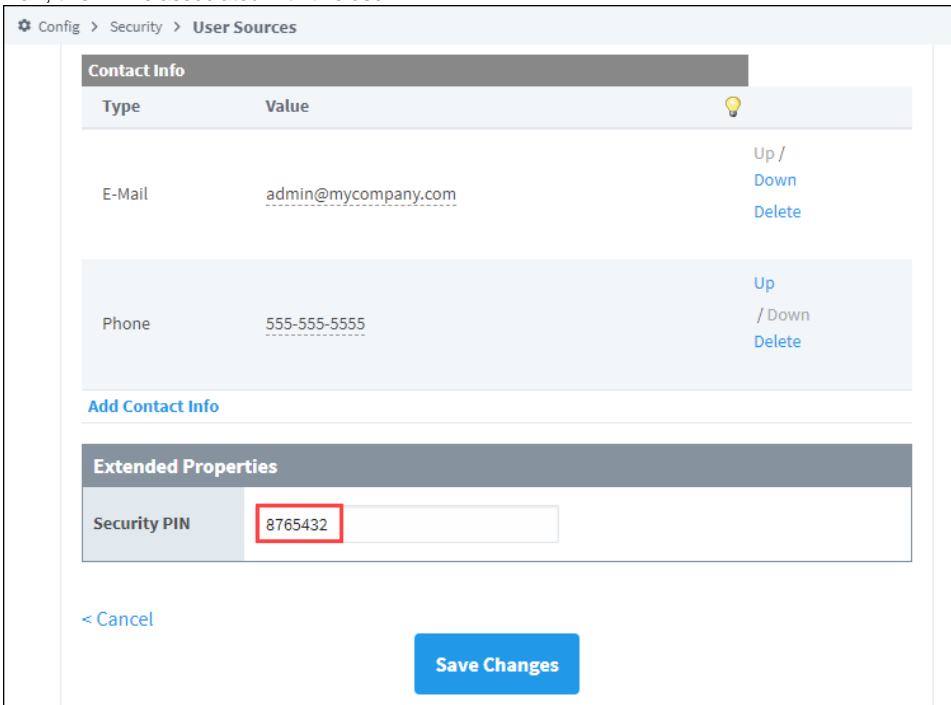 Config > Security > User Sources
Contact Info
Type Value
Up /
E-Mail admin@mycompany.com Down
Delete
Up
Phone 555-555-5555 / Down
Delete
Add Contact Info
Extended Properties
Security PIN 8765432
< Cancel
Save Changes